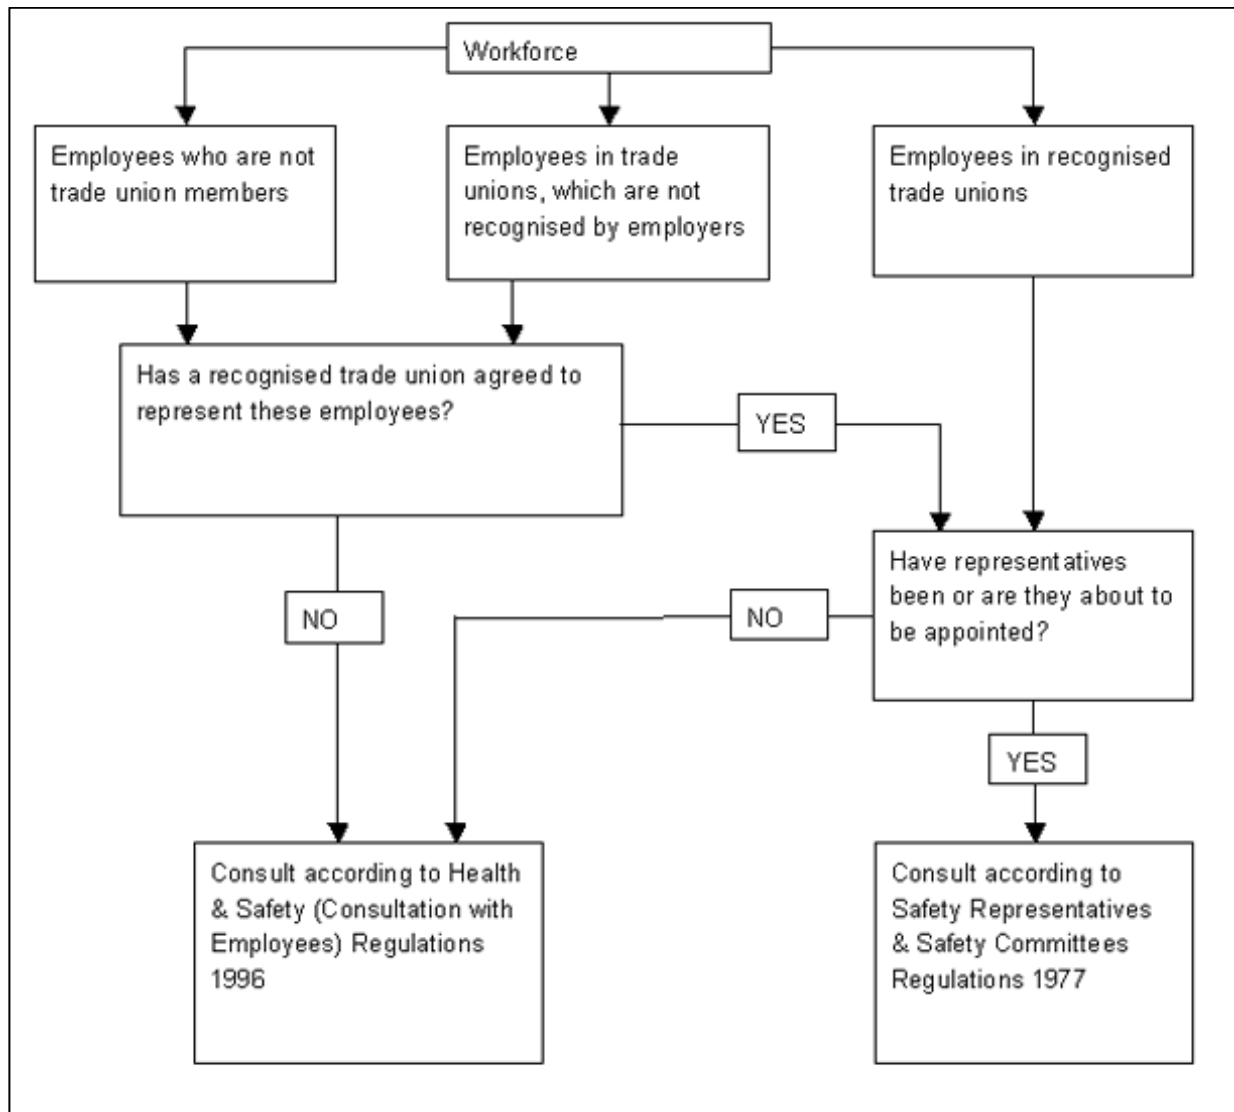 Workforce
Employees who are not
trade union members
Employees in trade
unions, which are not
recognised by employers
Employees in recognised
trade unions
Has a recognised trade union agreed to
represent these employees?
YES
Have representatives
been or are they about to
be appointed?
NO
NO
YES
Consult according to Health
& Safety (Consultation with
Employees) Regulations
1996
Consult according to
Safety Representatives
& Safety Committees
Regulations 1977